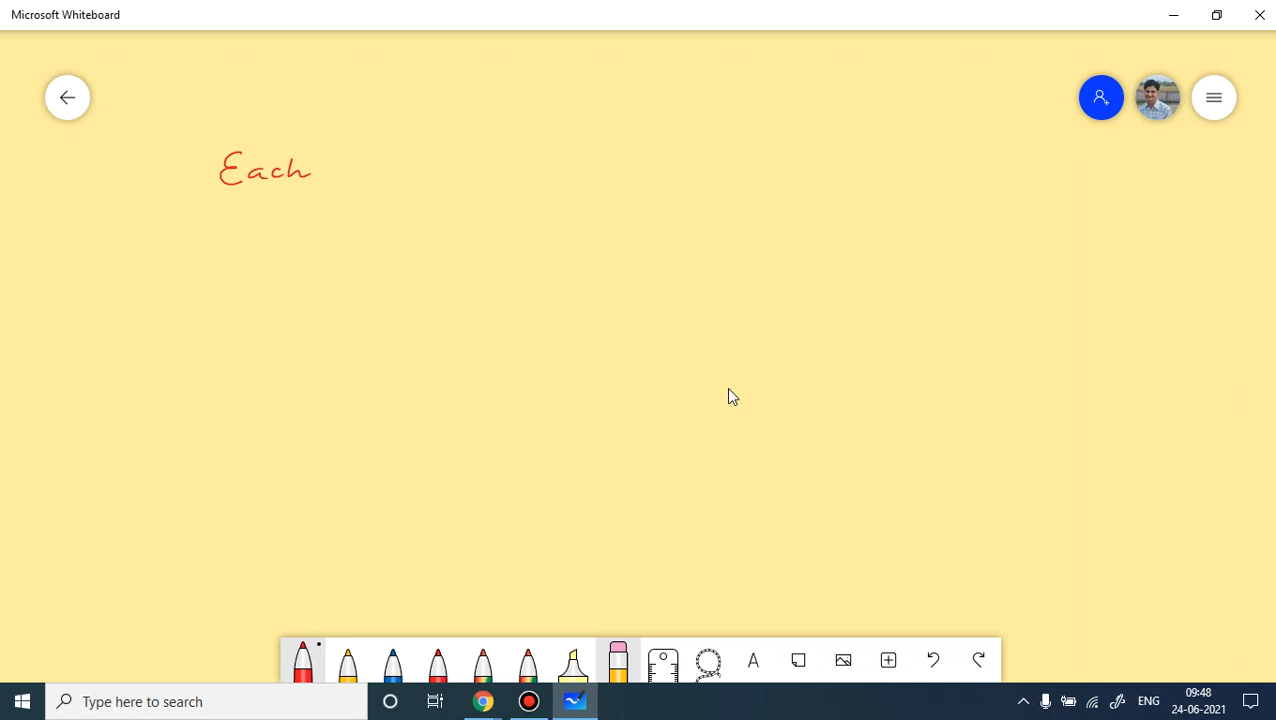 Microsoft Whiteboard
Each
A
Type here to search
ENG
09:48
24-06-2021